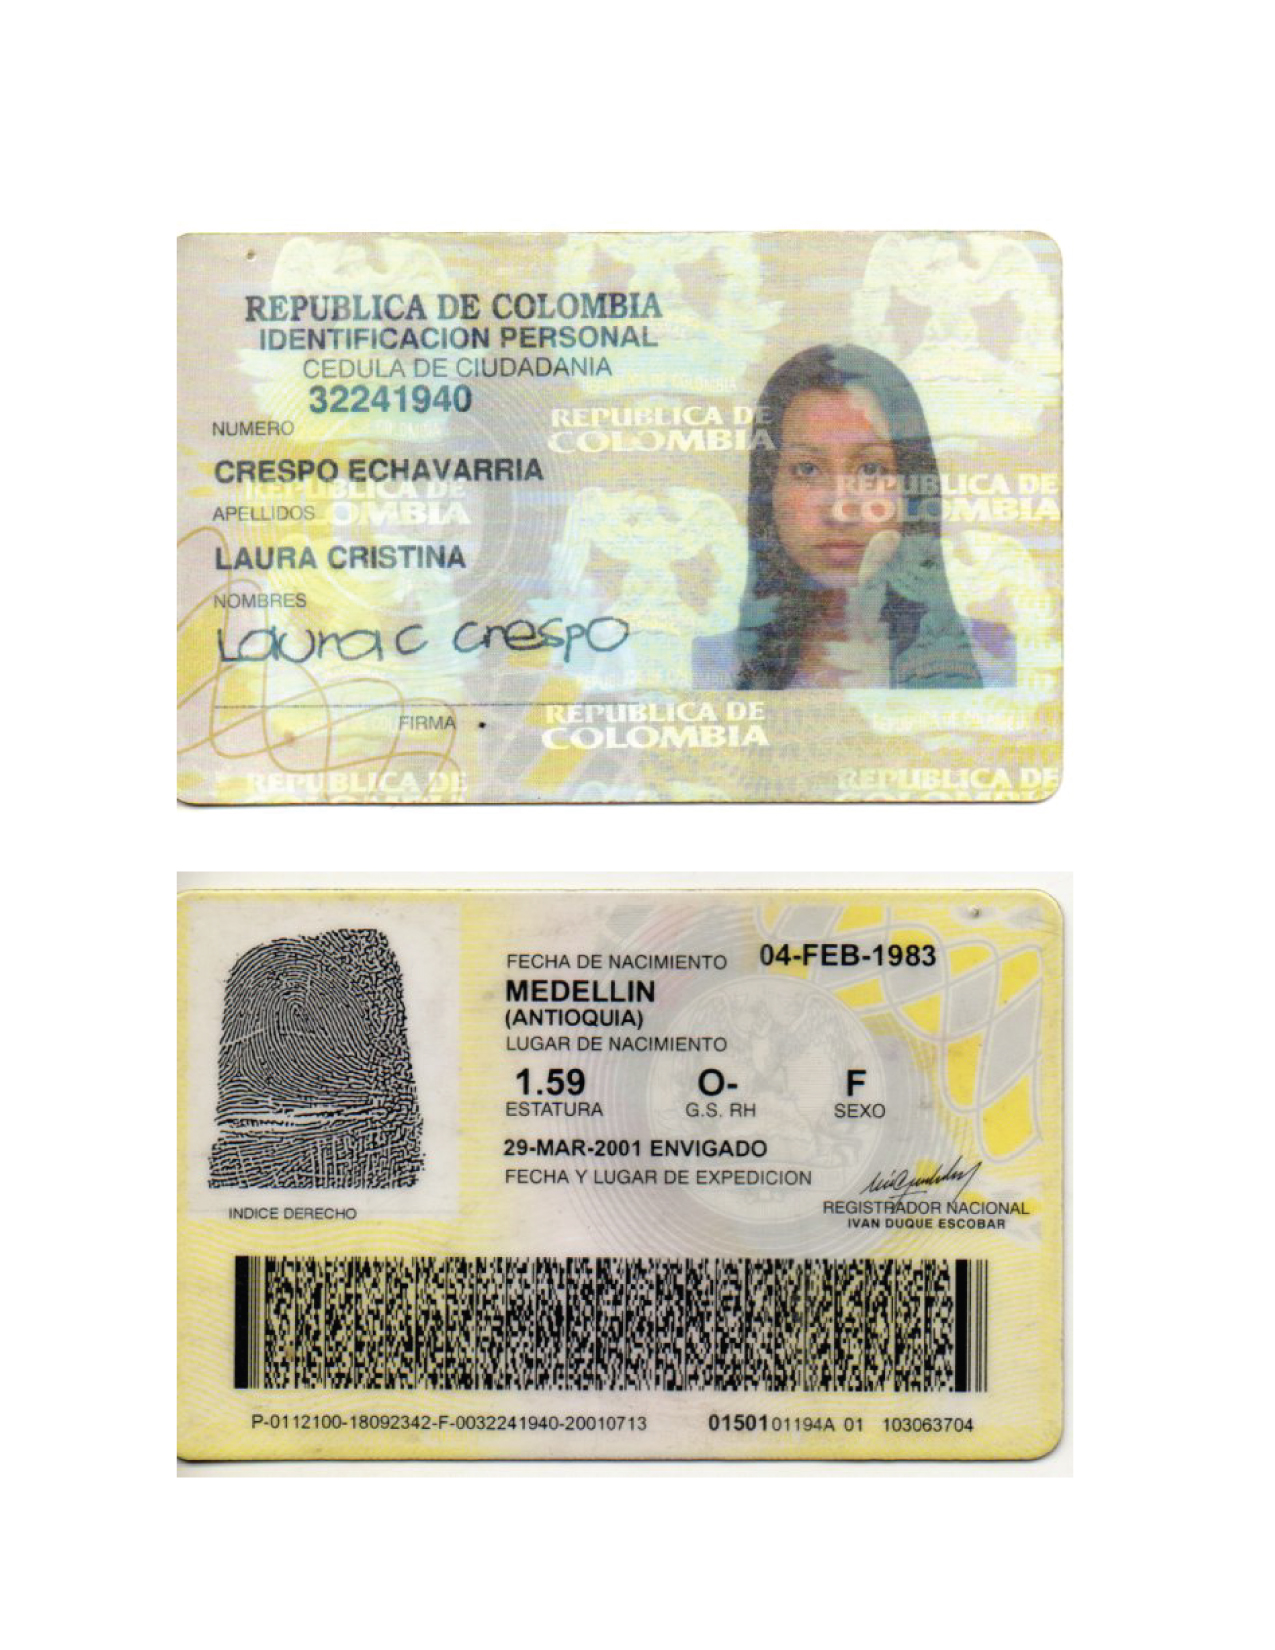 REPUBLICA DE COLOMBIA
IDENTIFICACION PERSONAL
CEDULA DE CIUDADANIA
32241940
NUMERO
CRESPO ECHAVARRIA
APELLIDOS
LAURA CRISTINA
NOMBRES
Laura C Crespo
FIRMA
REPUBLICA DE
COLOMBIA
REPUBLICA DE
COLOMBIA
REPUBLICA DE
COLOMBIA
REPUBLICA DE
REPUBLICA DE
FECHA DE NACIMIENTO 04-FEB-1983
MEDELLIN
(ANTIOQUIA)
LUGAR DE NACIMIENTO
1.59 O- F
ESTATURA G.S. RH SEXO
29-MAR-2001 ENVIGADO
FECHA Y LUGAR DE EXPEDICION
REGISTRADOR NACIONAL
IVAN DUQUE ESCOBAR
INDICE DERECHO
P-0112100-18092342-F-0032241940-20010713 0150101194A 01 103063704